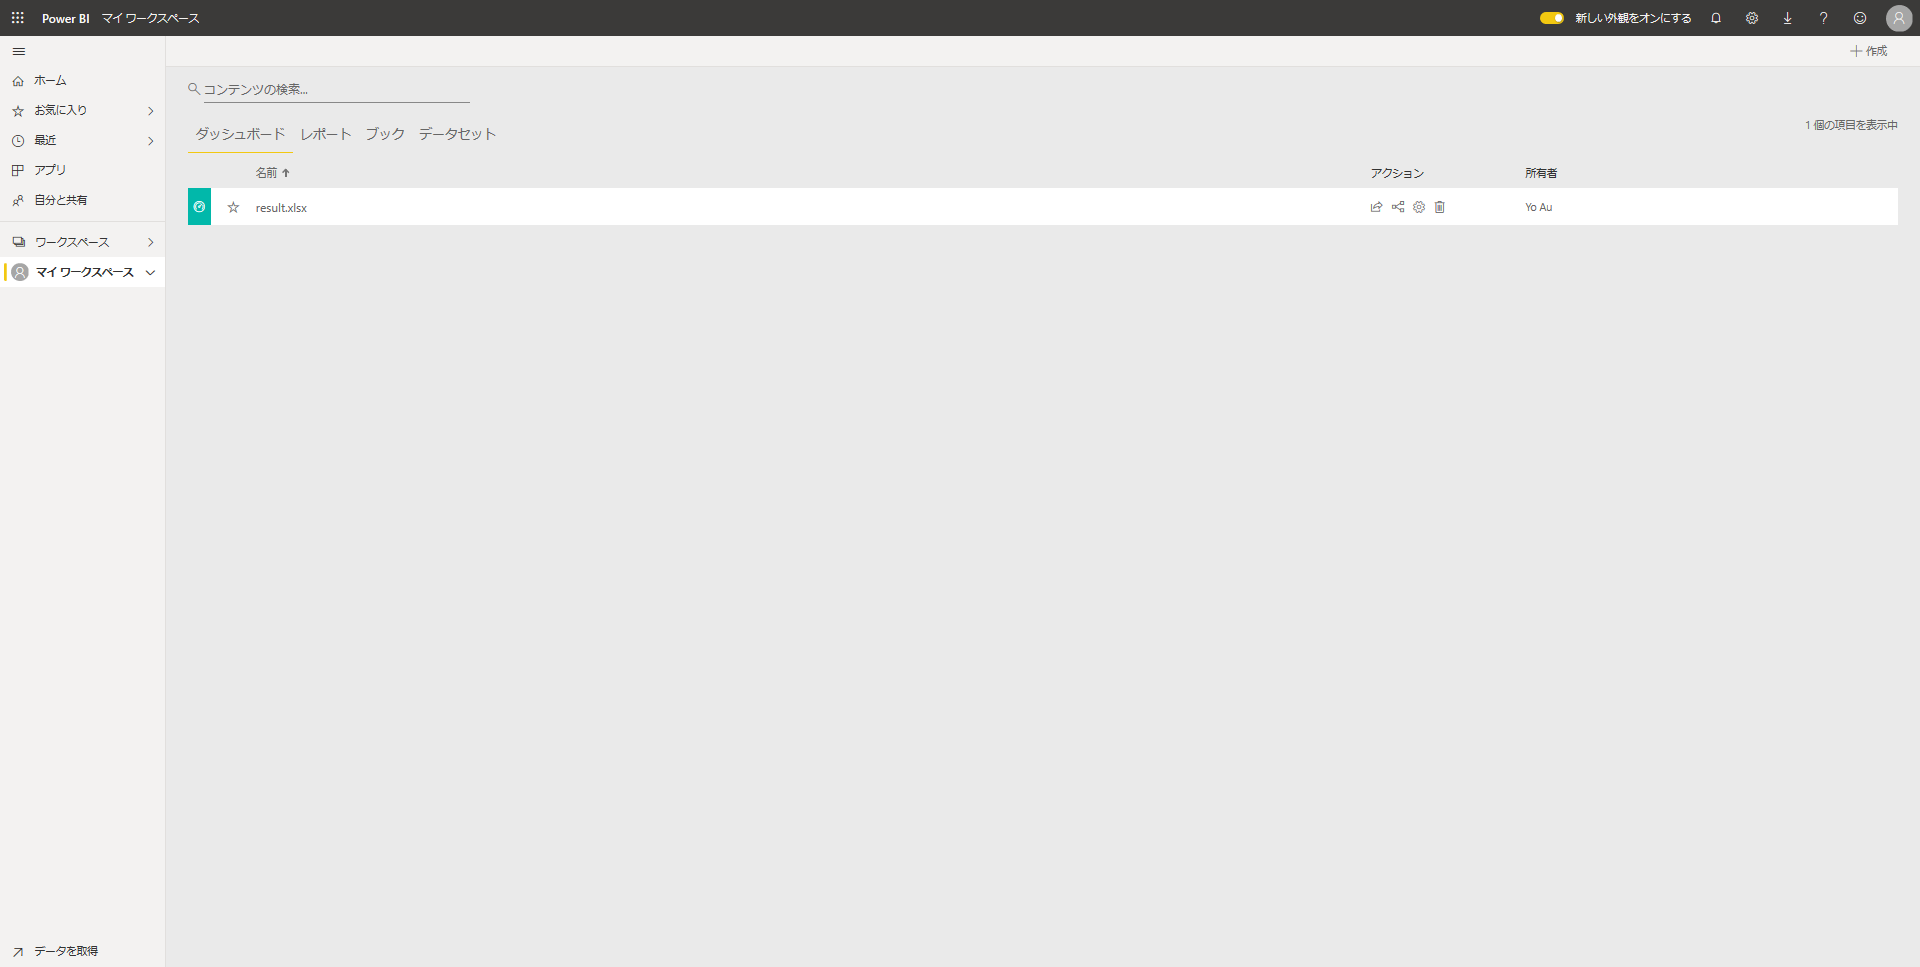 Power BI マイ ワークスペース
新しい外観をオンにする
作成
ホーム
お気に入り
最近
アプリ
自分と共有
ワークスペース
マイ ワークスペース
データを取得
コンテンツの検索...
ダッシュボード レポート ブック データセット
1 個の項目を表示中
名前 アクション 所有者
result.xlsx Yo Au